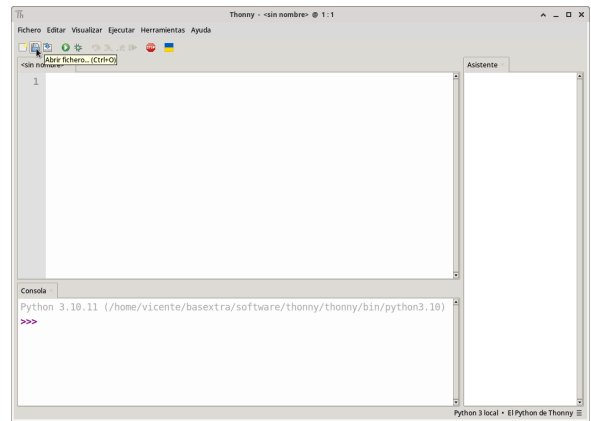 Th Thonny - <sin nombre> @ 1 : 1
Fichero Editar Visualizar Ejecutar Herramientas Ayuda
STOP
Abrir fichero... (Ctrl+O)
<sin nombre> Asistente
1
Consola
Python 3.10.11 (/home/vicente/basextra/software/thonny/thonny/bin/python3.10)
>>>
Python 3 local • El Python de Thonny ☰